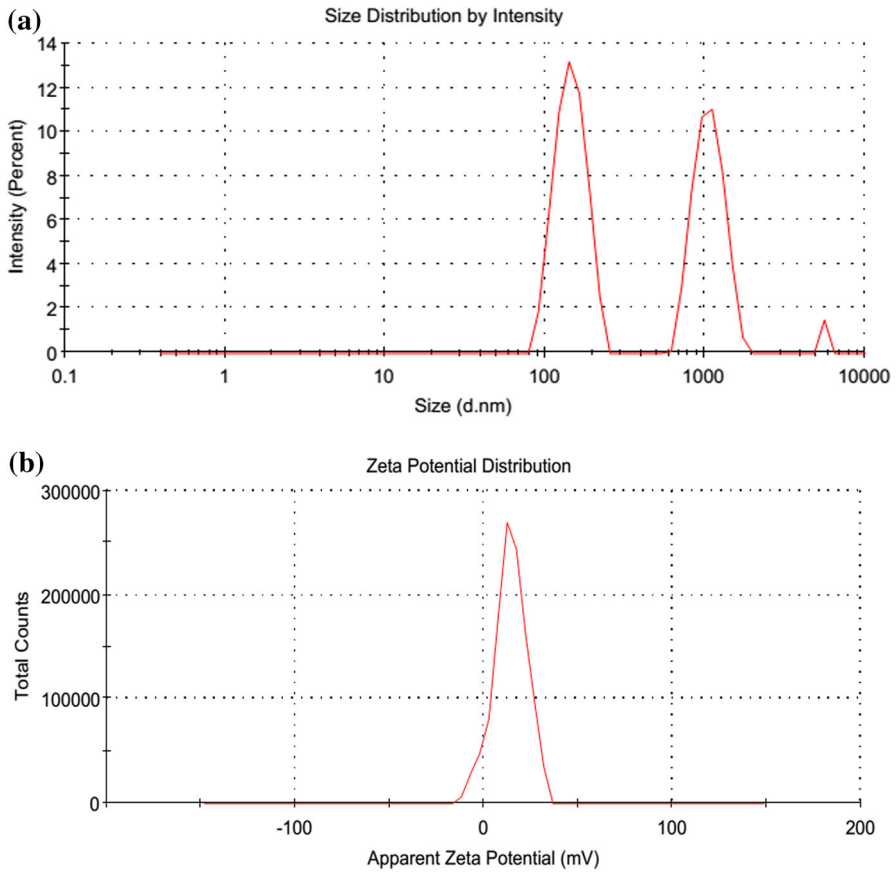 (a)
Size Distribution by Intensity
Intensity (Percent)
14
12
10
8
6
4
2
0
0.1 1 10 100 1000 10000
Size (d.nm)
(b)
Zeta Potential Distribution
Total Counts
300000
200000
100000
0
-100 0 100 200
Apparent Zeta Potential (mV)